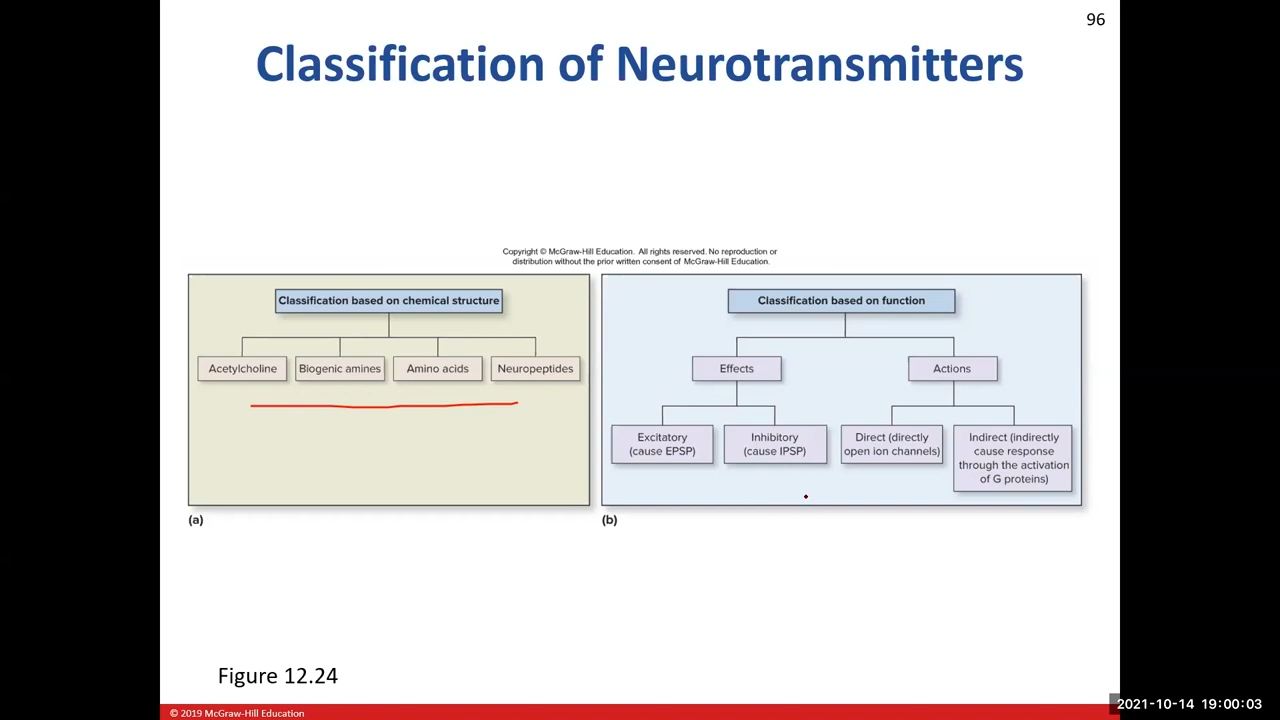 96
Classification of Neurotransmitters
Copyright © McGraw-Hill Education. All rights reserved. No reproduction or
distribution without the prior written consent of McGraw-Hill Education.
Classification based on chemical structure
Acetylcholine
Biogenic amines
Amino acids
Neuropeptides
(a)
Classification based on function
Effects
Actions
Excitatory
(cause EPSP)
Inhibitory
(cause IPSP)
Direct (directly
open ion channels)
Indirect (indirectly
cause response
through the activation
of G proteins)
(b)
Figure 12.24
© 2019 McGraw-Hill Education
2021-10-14 19:00:03